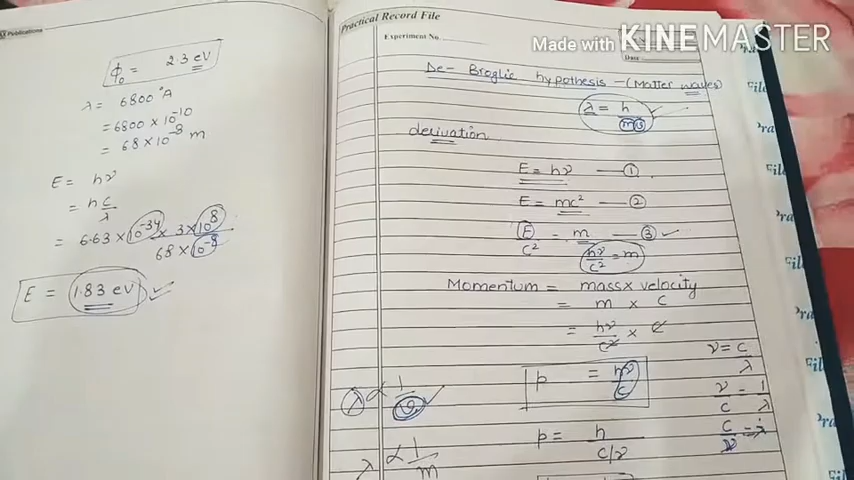 Publications
ϕ₀ = 2.3 eV
λ = 6800 °A
= 6800 × 10⁻¹⁰
= 68 × 10⁻⁸ m
E = hν
= h c/λ
= 6.63 × 10⁻³⁴ × 3 × 10⁸ / 68 × 10⁻⁸
E = 1.83 eV
Practical Record File
Experiment No
Date
Made with KINEMASTER
De-Broglie hypothesis - (Matter waves)
λ = h/mv
derivation
E = hν — ①
E = mc² — ②
E/c² = m — ③
hν/c² = m
Momentum = mass x velocity
= m x c
= hν/c² x c
p = hν/c
ν = c/λ
ν/c = 1/λ
c/ν = λ
λ ∝ 1/v
p = h / c/ν
λ ∝ 1/m